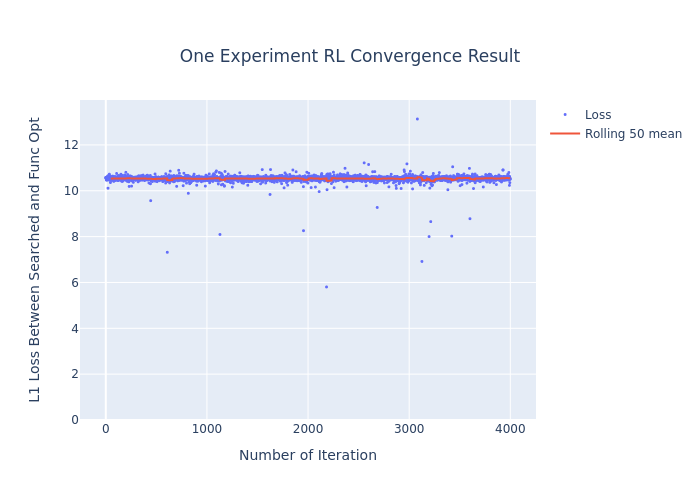 One Experiment RL Convergence Result
L1 Loss Between Searched and Func Opt
12
10
8
6
4
2
0
0 1000 2000 3000 4000
Number of Iteration
Loss
Rolling 50 mean